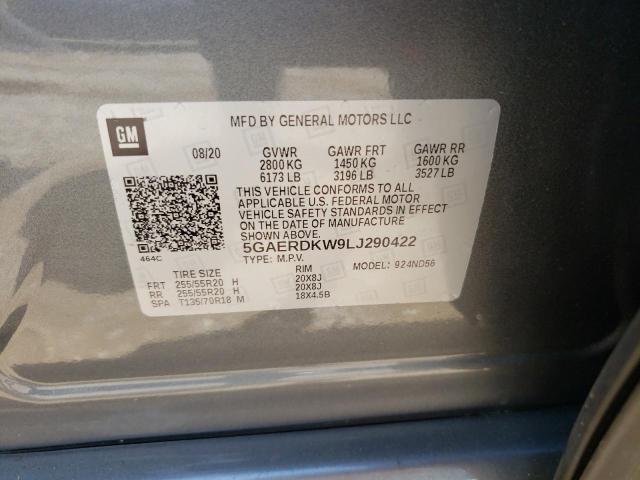 GM
MFD BY GENERAL MOTORS LLC
08/20 GVWR GAWR FRT GAWR RR
2800 KG 1450 KG 1600 KG
6173 LB 3196 LB 3527 LB
THIS VEHICLE CONFORMS TO ALL
APPLICABLE U.S. FEDERAL MOTOR
VEHICLE SAFETY STANDARDS IN EFFECT
ON THE DATE OF MANUFACTURE
SHOWN ABOVE.
464C 5GAERDKW9LJ290422
TYPE: M.P.V. MODEL: 924ND56
TIRE SIZE RIM
FRT 255/55R20 H 20X8J
RR 255/55R20 H 20X8J
SPA T135/70R18 M 18X4.5B